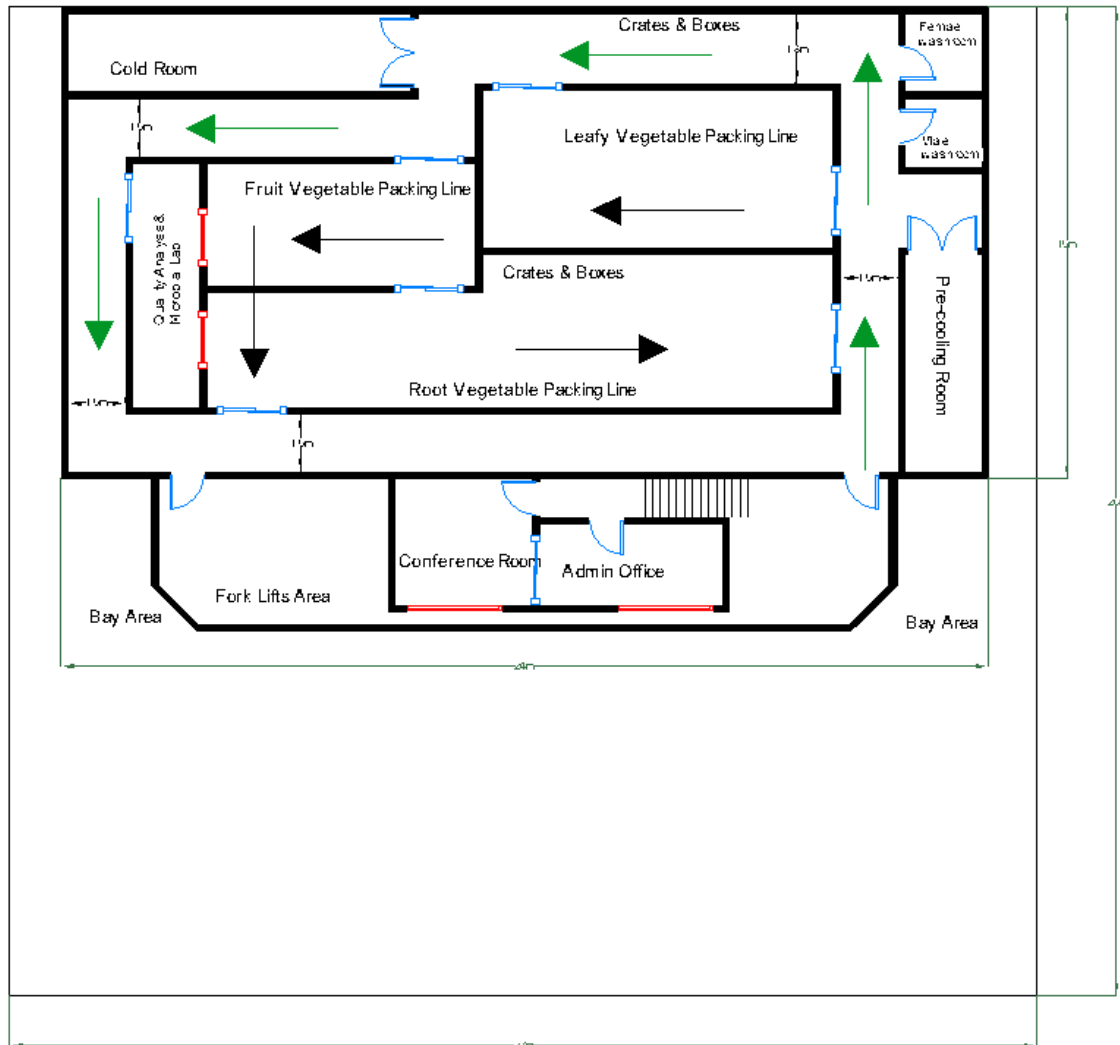 Crates & Boxes
Female
washroom
Cold Room
Leafy Vegetable Packing Line
Male
washroom
Fruit Vegetable Packing Line
Quality Analyses &
Microbial Lab
Crates & Boxes
Pre-cooling Room
Root Vegetable Packing Line
Conference Room
Admin Office
Fork Lifts Area
Bay Area
Bay Area
24m